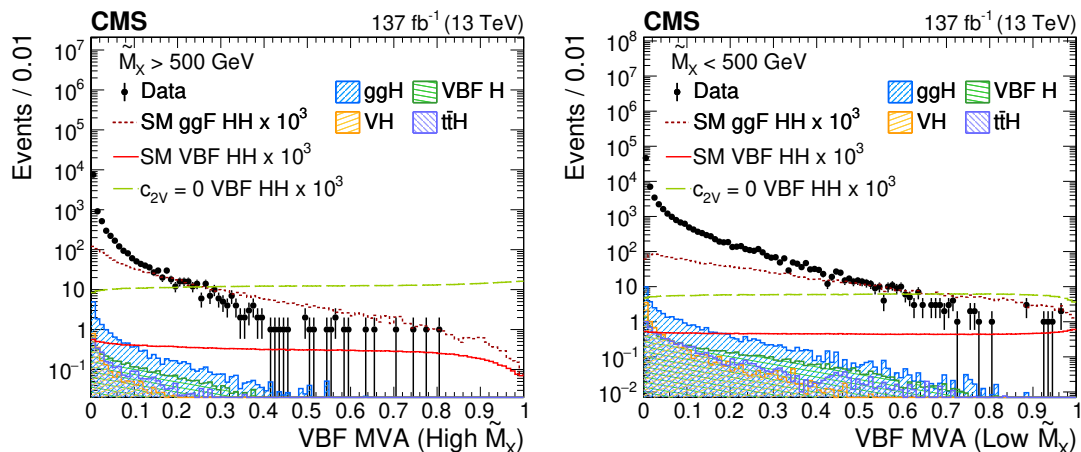 CMS 137 fb⁻¹ (13 TeV)
Events / 0.01
10⁷
10⁶
10⁵
10⁴
10³
10²
10
1
10⁻¹
M̃_X > 500 GeV
Data
ggH
VBF H
SM ggF HH x 10³
VH
tt̄H
SM VBF HH x 10³
c_2V = 0 VBF HH x 10³
0 0.1 0.2 0.3 0.4 0.5 0.6 0.7 0.8 0.9 1
VBF MVA (High M̃_X)
CMS 137 fb⁻¹ (13 TeV)
Events / 0.01
10⁸
10⁷
10⁶
10⁵
10⁴
10³
10²
10
1
10⁻¹
10⁻²
M̃_X < 500 GeV
Data
ggH
VBF H
SM ggF HH x 10³
VH
tt̄H
SM VBF HH x 10³
c_2V = 0 VBF HH x 10³
0 0.1 0.2 0.3 0.4 0.5 0.6 0.7 0.8 0.9 1
VBF MVA (Low M̃_X)